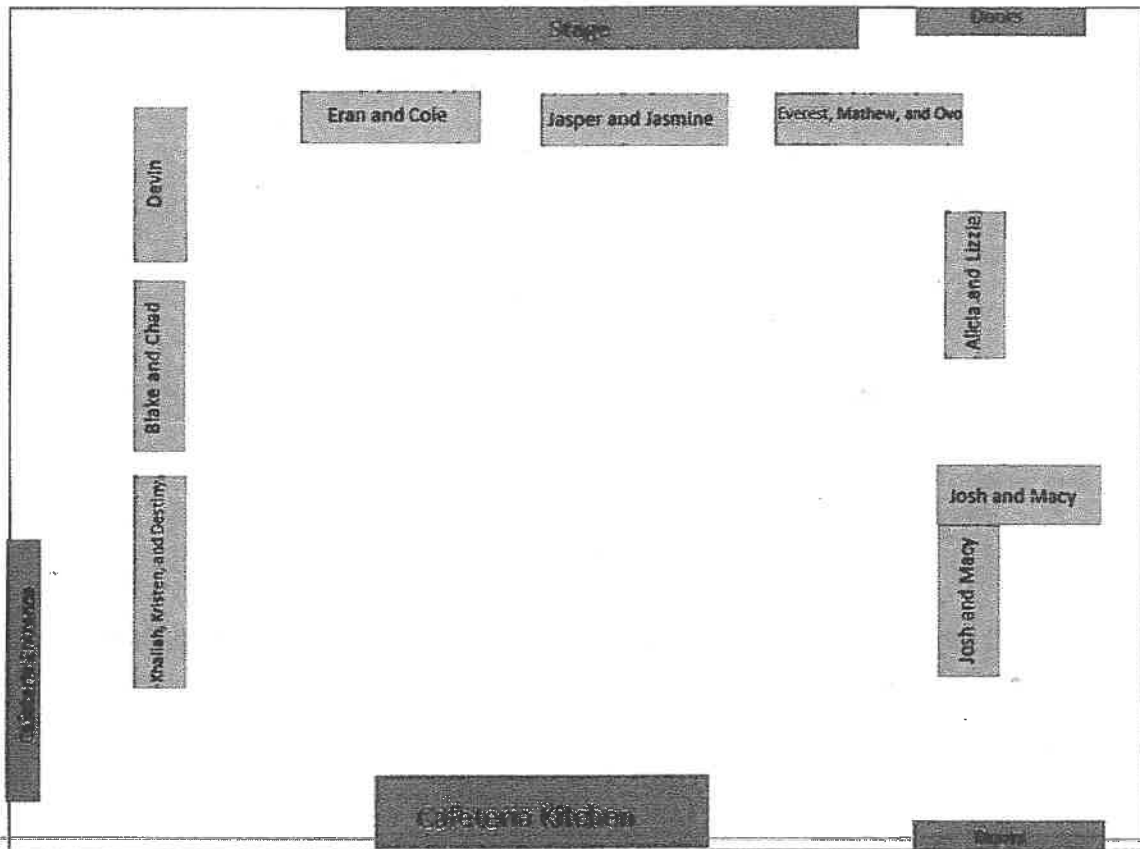 Stage
Doors
Eran and Cole
Jasper and Jasmine
Everest, Mathew, and Ovo
Devin
Alicia and Lizzie
Blake and Chad
Josh and Macy
Khaliah, Kristen, and Destiny
Josh and Macy
Cafeteria Kitchen